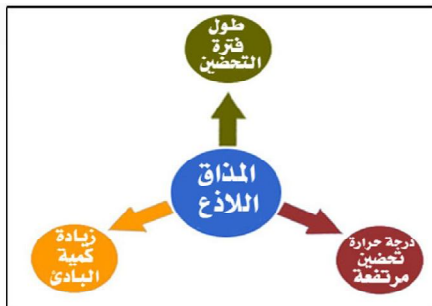 طول
فترة
التحضين
المذاق
اللاذع
زيادة
كمية
البادئ
درجة حرارة
تحضين
مرتفعة